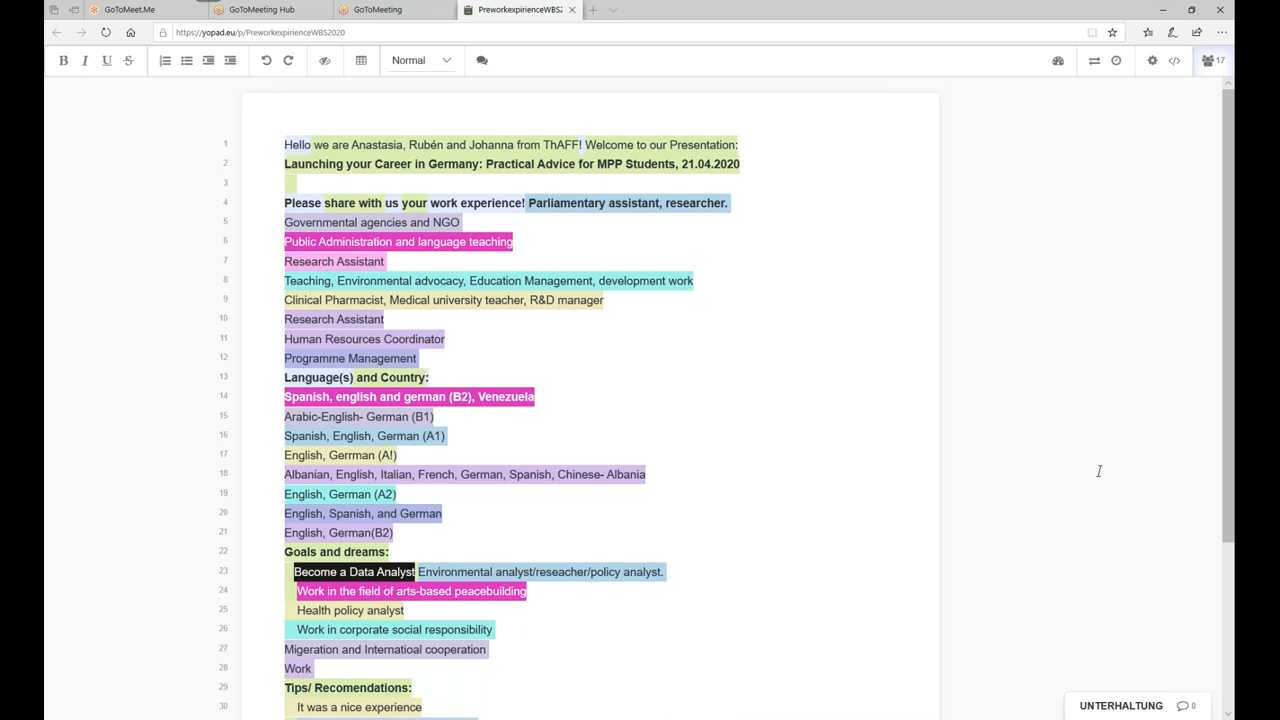 GoToMeet.Me
GoToMeeting Hub
GoToMeeting
PreworkexpirienceWBS2
https://yopad.eu/p/PreworkexpirienceWBS2020
B I U S
Normal
17
1 Hello we are Anastasia, Rubén and Johanna from ThAFF! Welcome to our Presentation:
2 Launching your Career in Germany: Practical Advice for MPP Students, 21.04.2020
3
4 Please share with us your work experience! Parliamentary assistant, researcher.
5 Governmental agencies and NGO
6 Public Administration and language teaching
7 Research Assistant
8 Teaching, Environmental advocacy, Education Management, development work
9 Clinical Pharmacist, Medical university teacher, R&D manager
10 Research Assistant
11 Human Resources Coordinator
12 Programme Management
13 Language(s) and Country:
14 Spanish, english and german (B2), Venezuela
15 Arabic-English- German (B1)
16 Spanish, English, German (A1)
17 English, Gerrman (A!)
18 Albanian, English, Italian, French, German, Spanish, Chinese- Albania
19 English, German (A2)
20 English, Spanish, and German
21 English, German(B2)
22 Goals and dreams:
23 Become a Data Analyst Environmental analyst/reseacher/policy analyst.
24 Work in the field of arts-based peacebuilding
25 Health policy analyst
26 Work in corporate social responsibility
27 Migeration and Internatioal cooperation
28 Work
29 Tips/ Recomendations:
30 It was a nice experience
UNTERHALTUNG 0